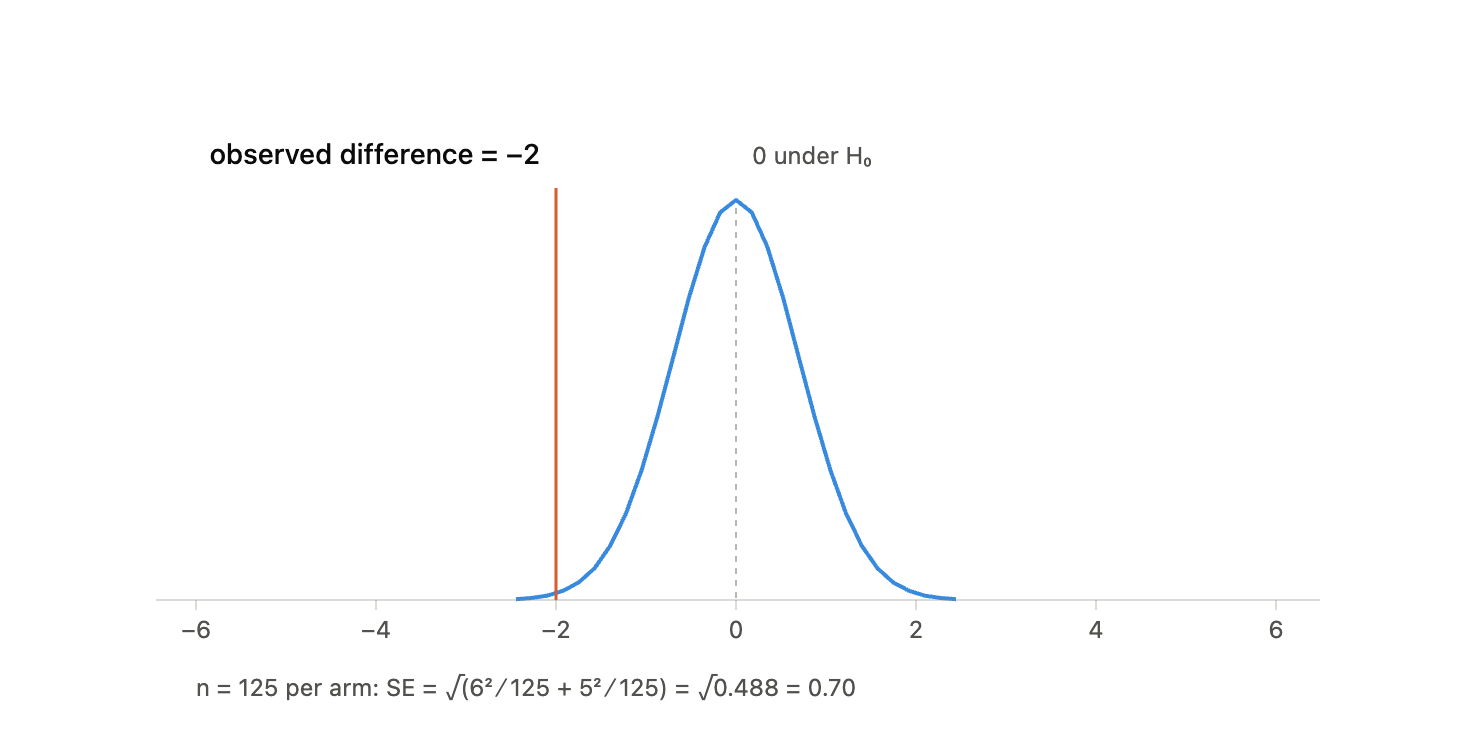 observed difference = −2
0 under H₀
−6 −4 −2 0 2 4 6
n = 125 per arm: SE = √(6²/125 + 5²/125) = √0.488 = 0.70